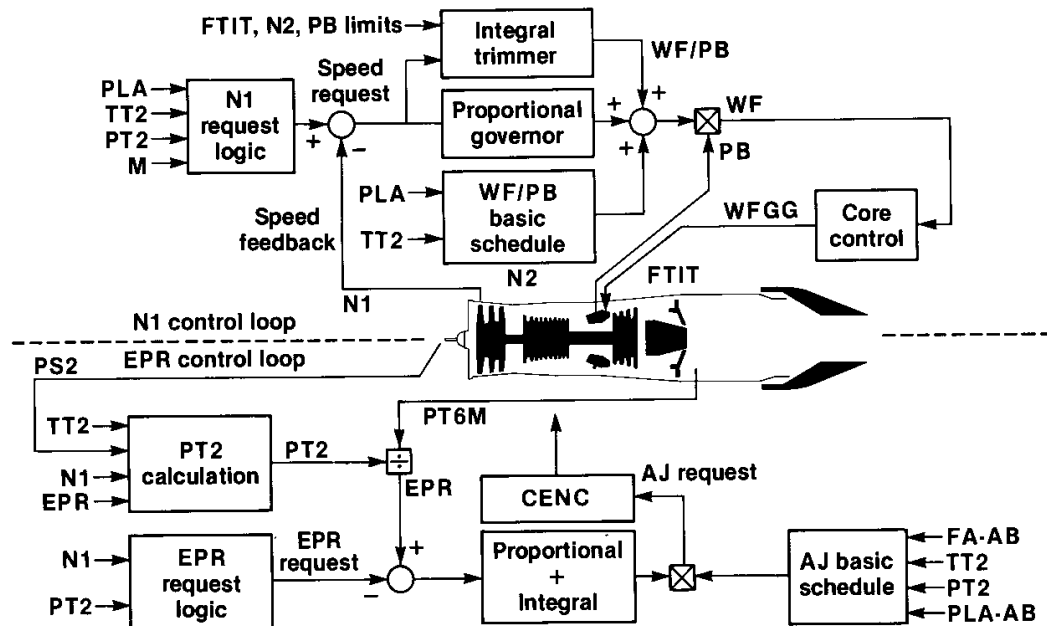 FTIT, N2, PB limits
Integral
trimmer
WF/PB
Speed
request
PLA
TT2
PT2
M
N1
request
logic
+
−
Proportional
governor
+
+
+
WF
PB
PLA
TT2
WF/PB
basic
schedule
Speed
feedback
WFGG
Core
control
N2
FTIT
N1
N1 control loop
EPR control loop
PS2
PT6M
TT2
N1
EPR
PT2
calculation
PT2
÷
EPR
AJ request
CENC
N1
PT2
EPR
request
logic
EPR
request
+
−
Proportional
+
Integral
AJ basic
schedule
FA-AB
TT2
PT2
PLA-AB